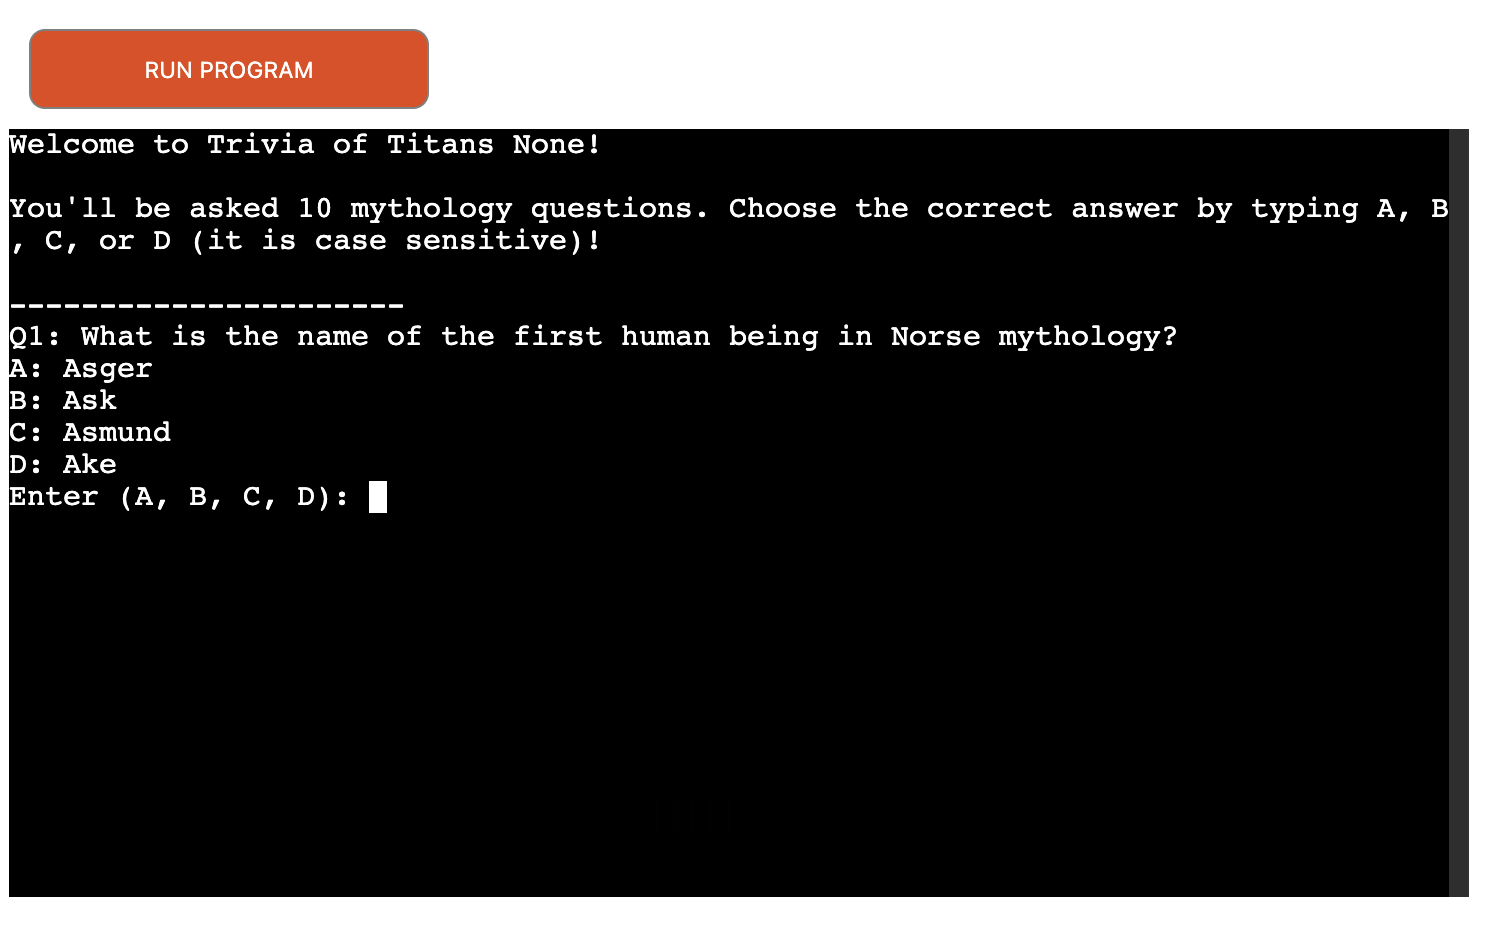 RUN PROGRAM
Welcome to Trivia of Titans None!
You'll be asked 10 mythology questions. Choose the correct answer by typing A, B
, C, or D (it is case sensitive)!
----------------------
Q1: What is the name of the first human being in Norse mythology?
A: Asger
B: Ask
C: Asmund
D: Ake
Enter (A, B, C, D):